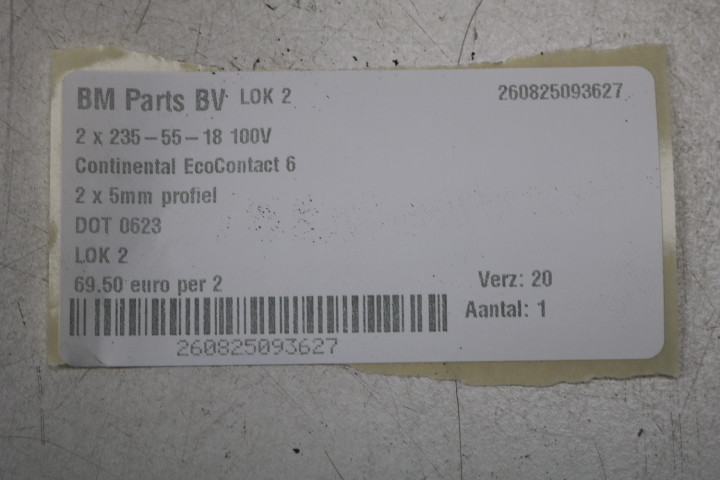 BM Parts BV LOK 2 260825093627
2 x 235-55-18 100V
Continental EcoContact 6
2 x 5mm profiel
DOT 0623
LOK 2
69.50 euro per 2 Verz: 20
Aantal: 1
260825093627